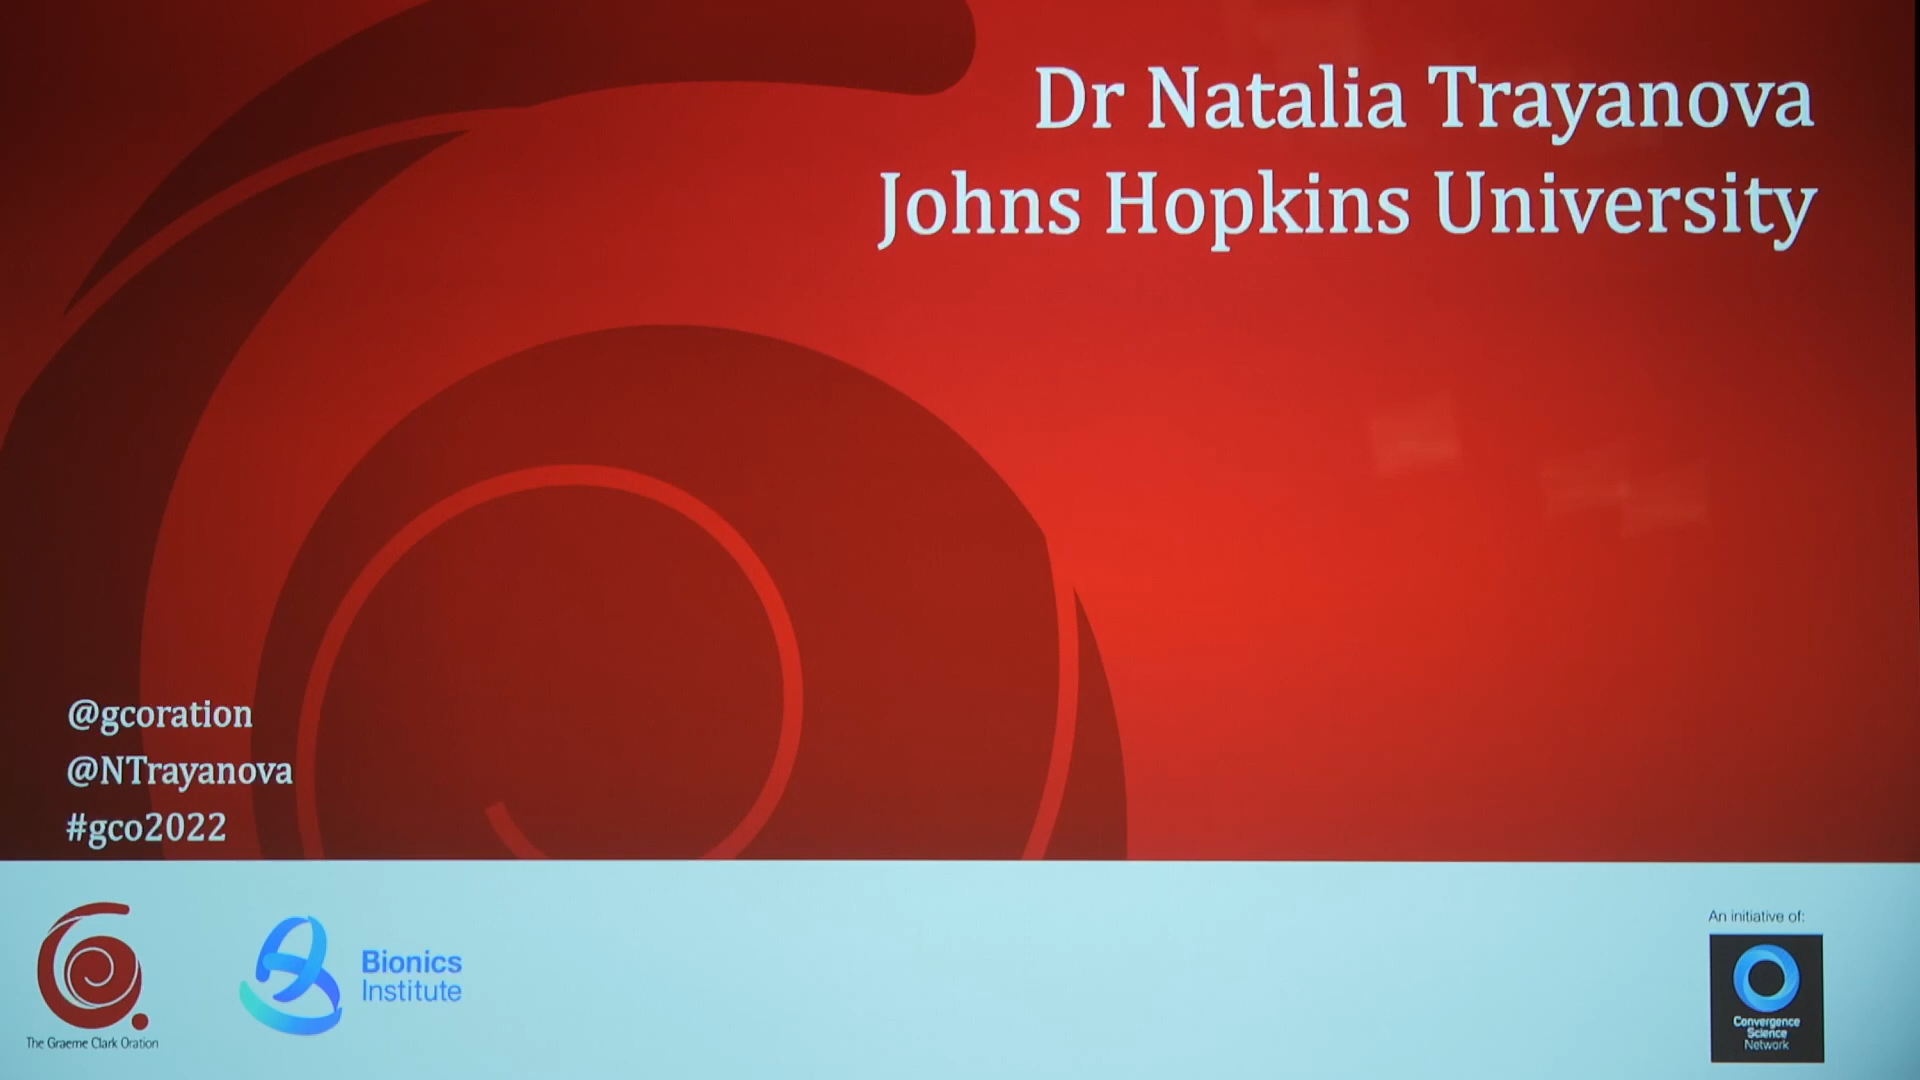 Dr Natalia Trayanova
Johns Hopkins University
@gcoration
@NTrayanova
#gco2022
The Graeme Clark Oration
Bionics
Institute
An initiative of:
Convergence
Science
Network